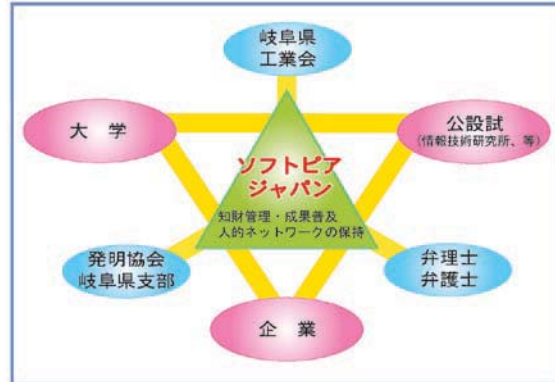 岐阜県
工業会
大　学
公設試
(情報技術研究所、等)
ソフトピア
ジャパン
知財管理・成果普及
人的ネットワークの保持
発明協会
岐阜県支部
弁理士
弁護士
企　業